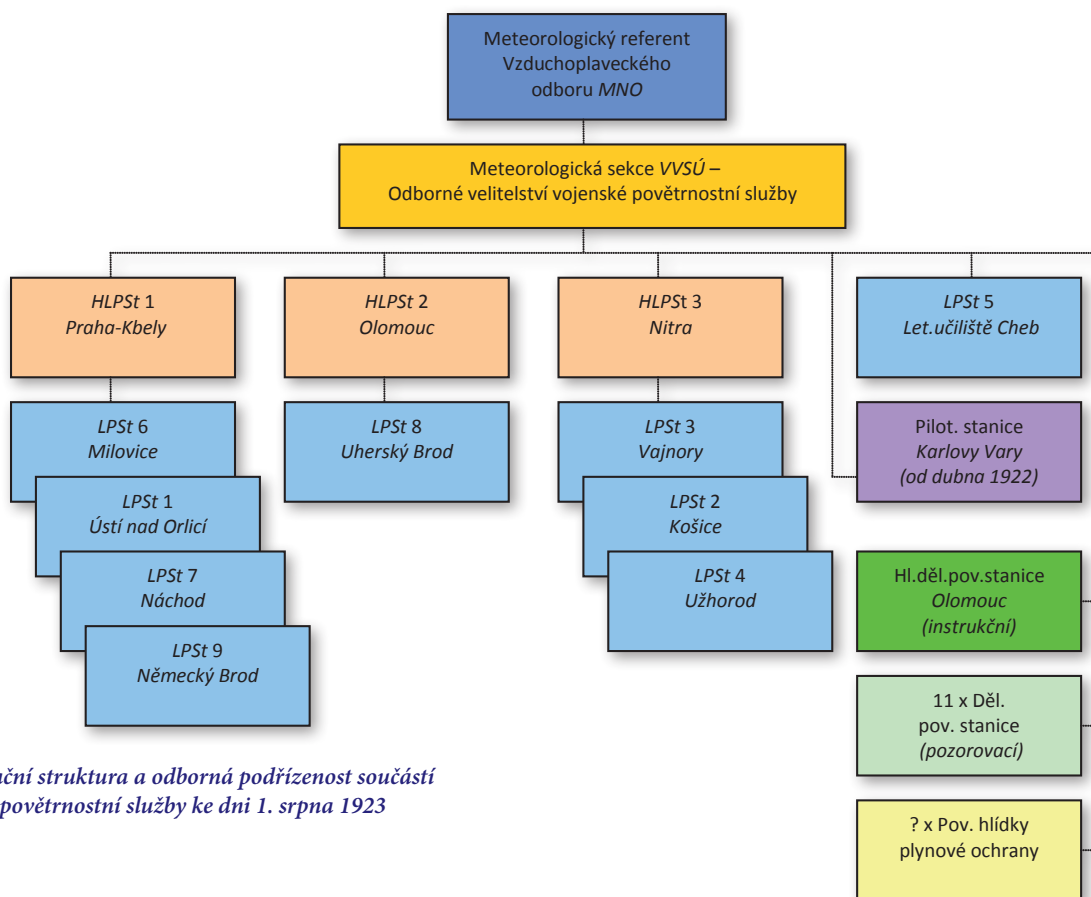 Meteorologický referent
Vzduchoplaveckého
odboru MNO
Meteorologická sekce VVSÚ –
Odborné velitelství vojenské povětrnostní služby
HLPSt 1
Praha-Kbely
HLPSt 2
Olomouc
HLPSt 3
Nitra
LPSt 5
Let.učiliště Cheb
LPSt 6
Milovice
LPSt 1
Ústí nad Orlicí
LPSt 7
Náchod
LPSt 9
Německý Brod
LPSt 8
Uherský Brod
LPSt 3
Vajnory
LPSt 2
Košice
LPSt 4
Užhorod
Pilot. stanice
Karlovy Vary
(od dubna 1922)
Hl.děl.pov.stanice
Olomouc
(instrukční)
11 x Děl.
pov. stanice
(pozorovací)
? x Pov. hlídky
plynové ochrany
ční struktura a odborná podřízenost součástí
povětrnostní služby ke dni 1. srpna 1923